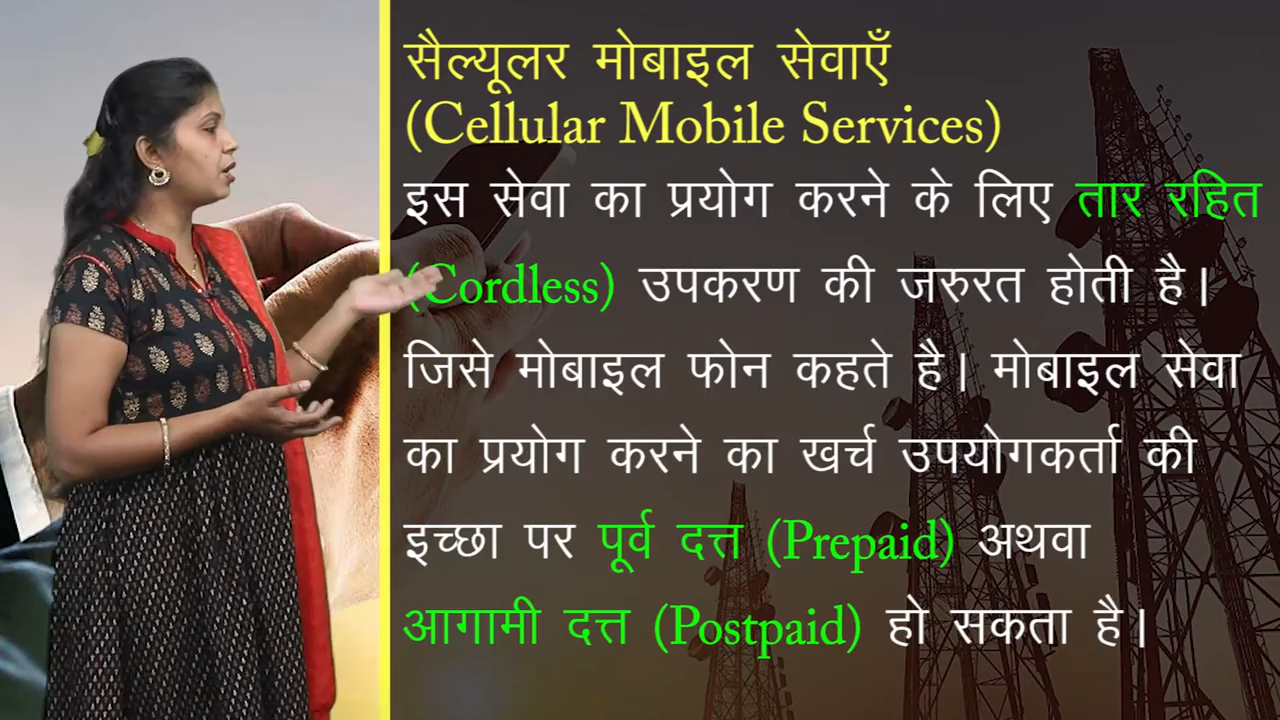 सैल्यूलर मोबाइल सेवाएँ
(Cellular Mobile Services)
इस सेवा का प्रयोग करने के लिए तार रहित
(Cordless) उपकरण की जरुरत होती है।
जिसे मोबाइल फोन कहते है। मोबाइल सेवा
का प्रयोग करने का खर्च उपयोगकर्ता की
इच्छा पर पूर्व दत्त (Prepaid) अथवा
आगामी दत्त (Postpaid) हो सकता है।